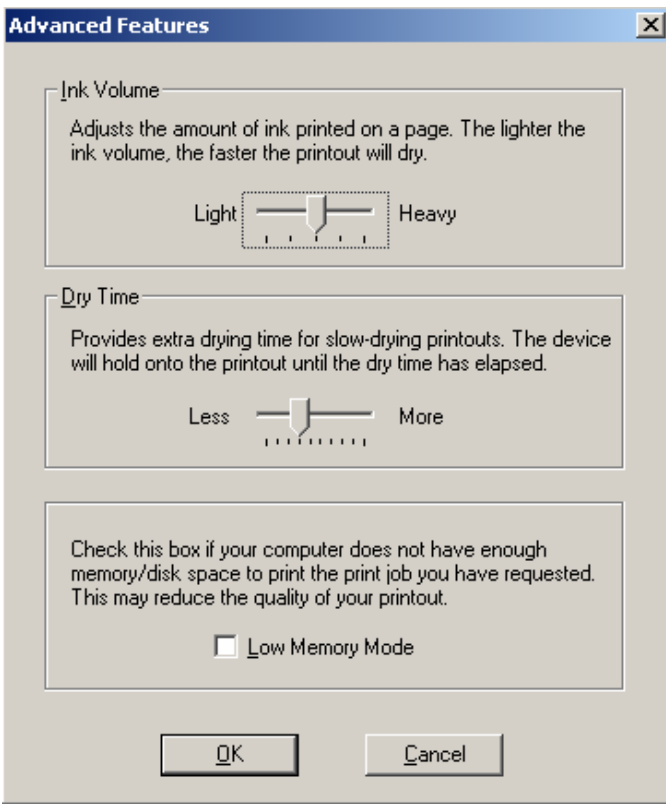 Advanced Features
Ink Volume
Adjusts the amount of ink printed on a page. The lighter the
ink volume, the faster the printout will dry.
Light Heavy
Dry Time
Provides extra drying time for slow-drying printouts. The device
will hold onto the printout until the dry time has elapsed.
Less More
Check this box if your computer does not have enough
memory/disk space to print the print job you have requested.
This may reduce the quality of your printout.
Low Memory Mode
OK Cancel